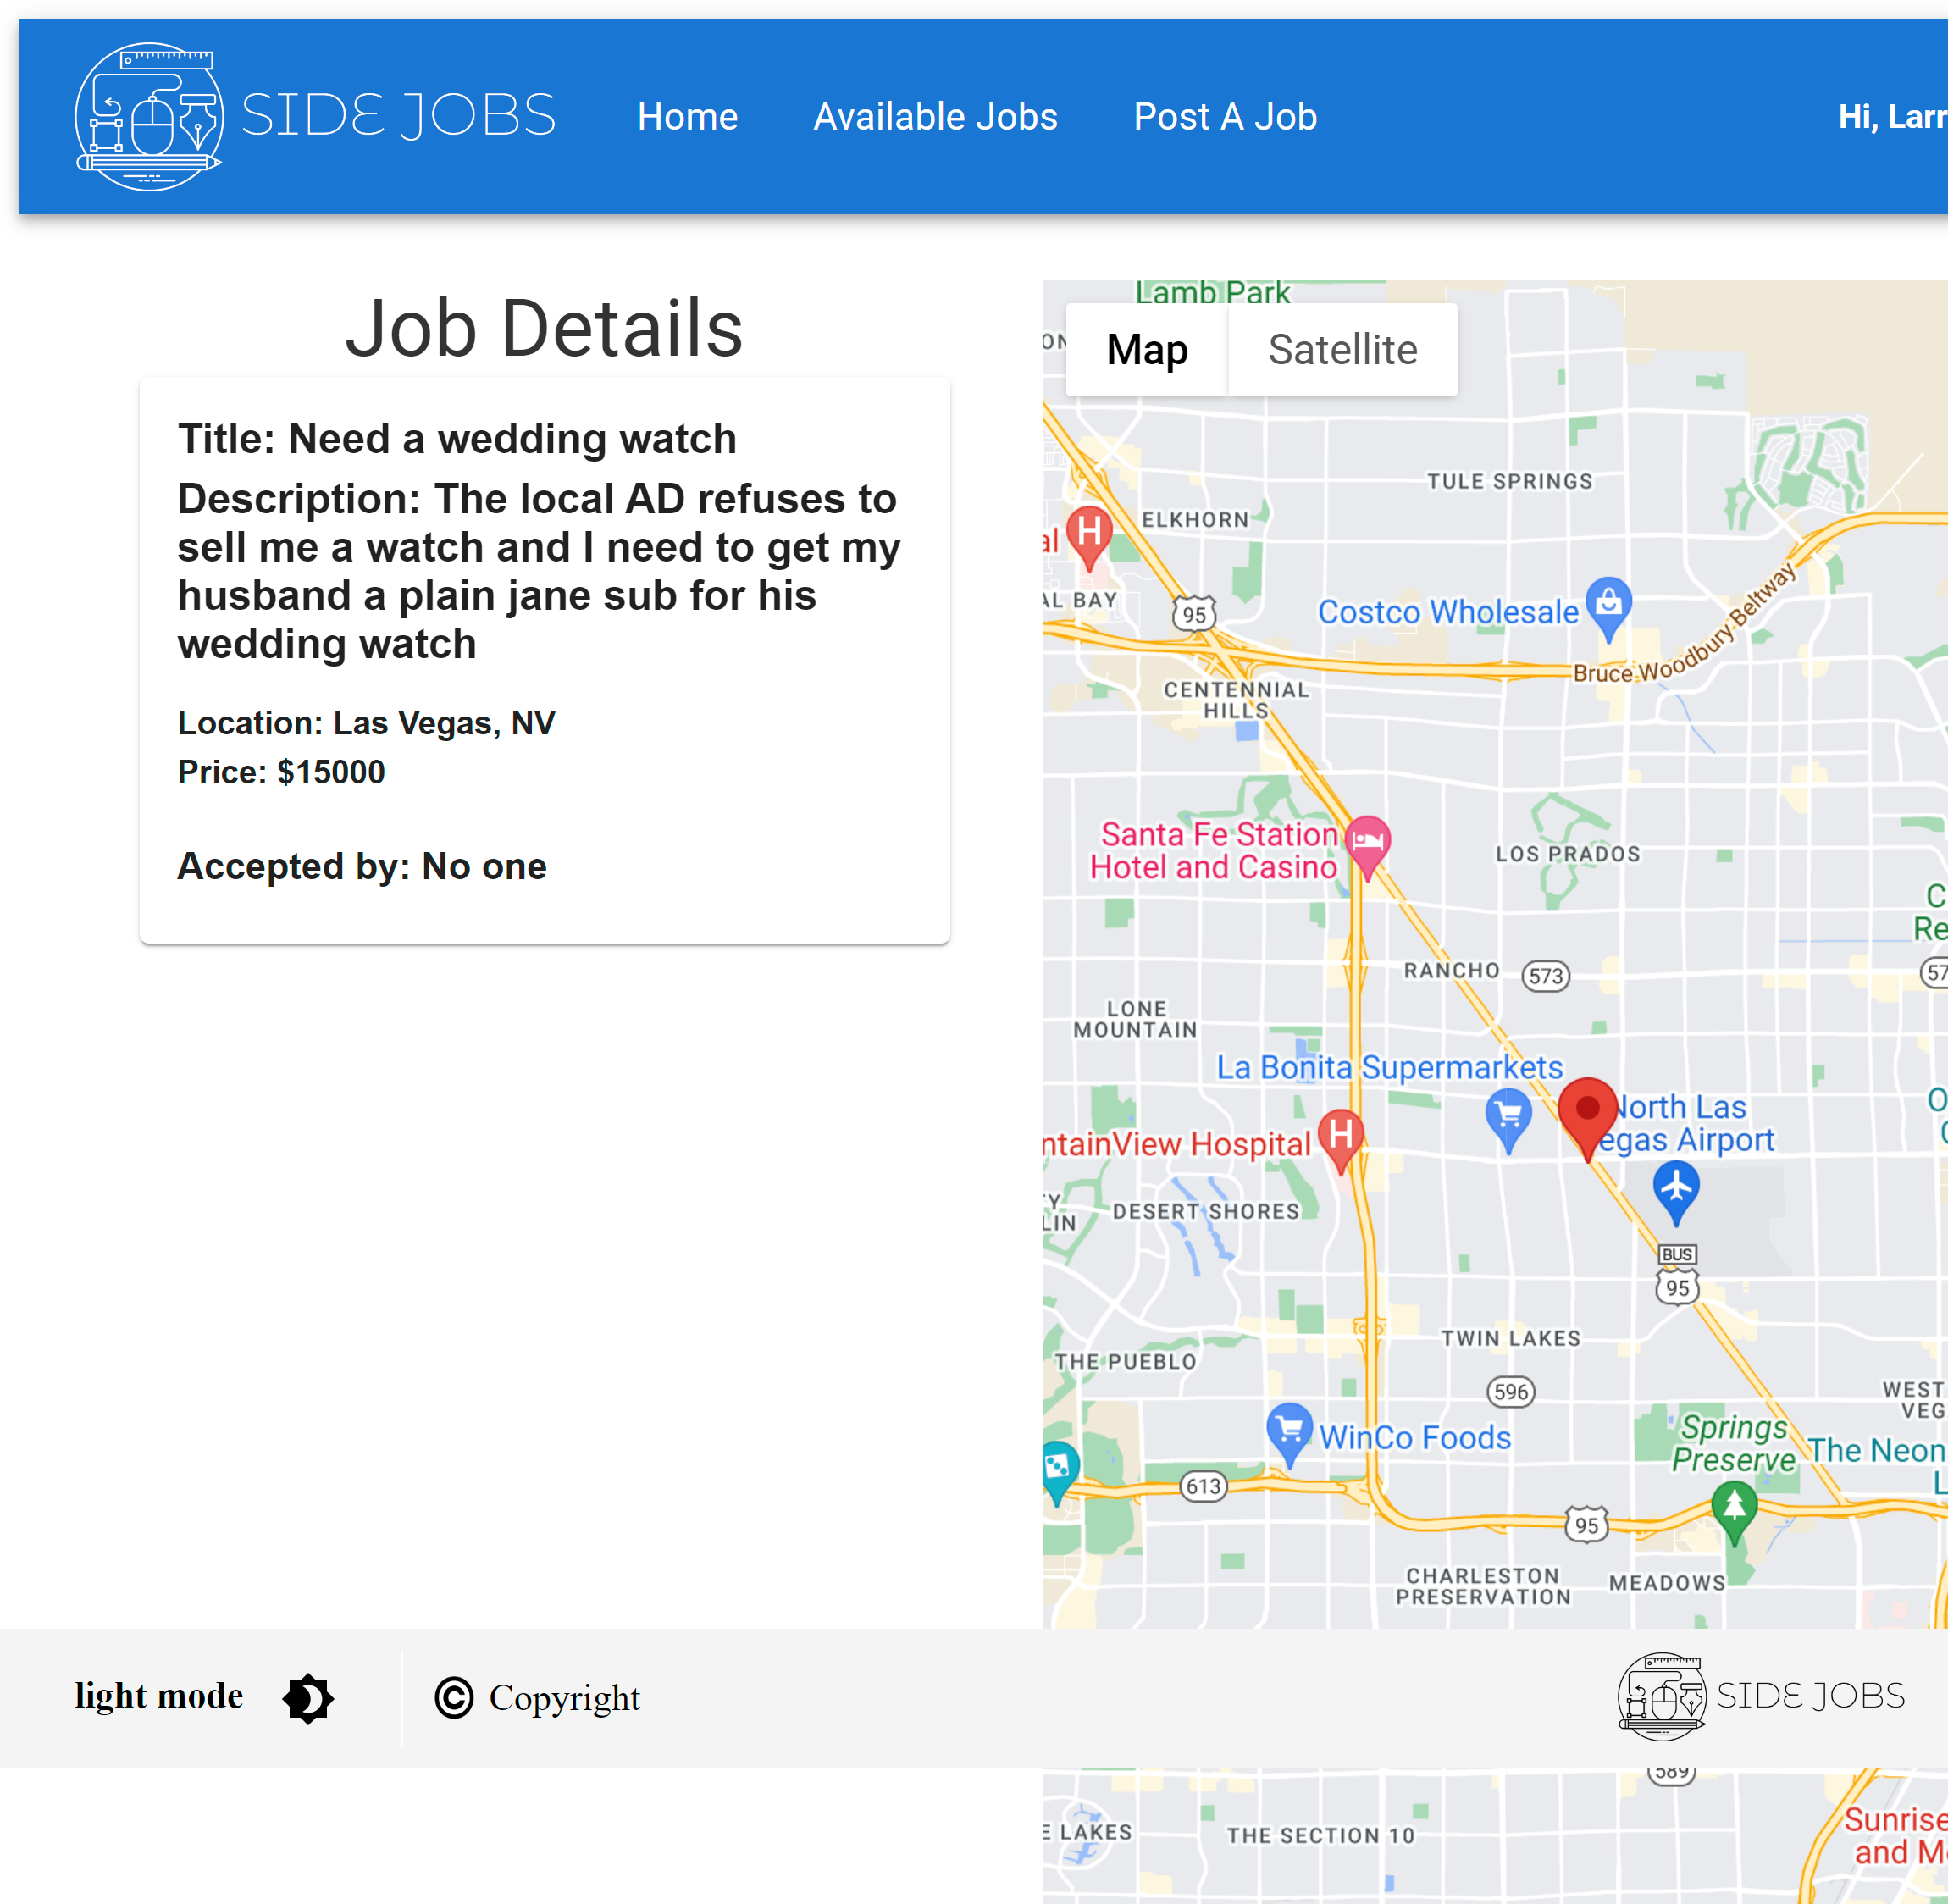 SIDE JOBS
Home
Available Jobs
Post A Job
Hi, Larr
Job Details
Title: Need a wedding watch
Description: The local AD refuses to
sell me a watch and I need to get my
husband a plain jane sub for his
wedding watch
Location: Las Vegas, NV
Price: $15000
Accepted by: No one
Lamb Park
Map
Satellite
TULE SPRINGS
ELKHORN
H
AL BAY
95
Costco Wholesale
Bruce Woodbury Beltway
CENTENNIAL
HILLS
Santa Fe Station
Hotel and Casino
LOS PRADOS
RANCHO
573
LONE
MOUNTAIN
La Bonita Supermarkets
North Las
egas Airport
ntainView Hospital
H
DESERT SHORES
LIN
BUS
95
TWIN LAKES
THE PUEBLO
596
WEST
VEG
Springs
Preserve
The Neon
WinCo Foods
613
95
CHARLESTON
PRESERVATION
MEADOWS
light mode
© Copyright
SIDE JOBS
589
E LAKES
THE SECTION 10
Sunrise
and M